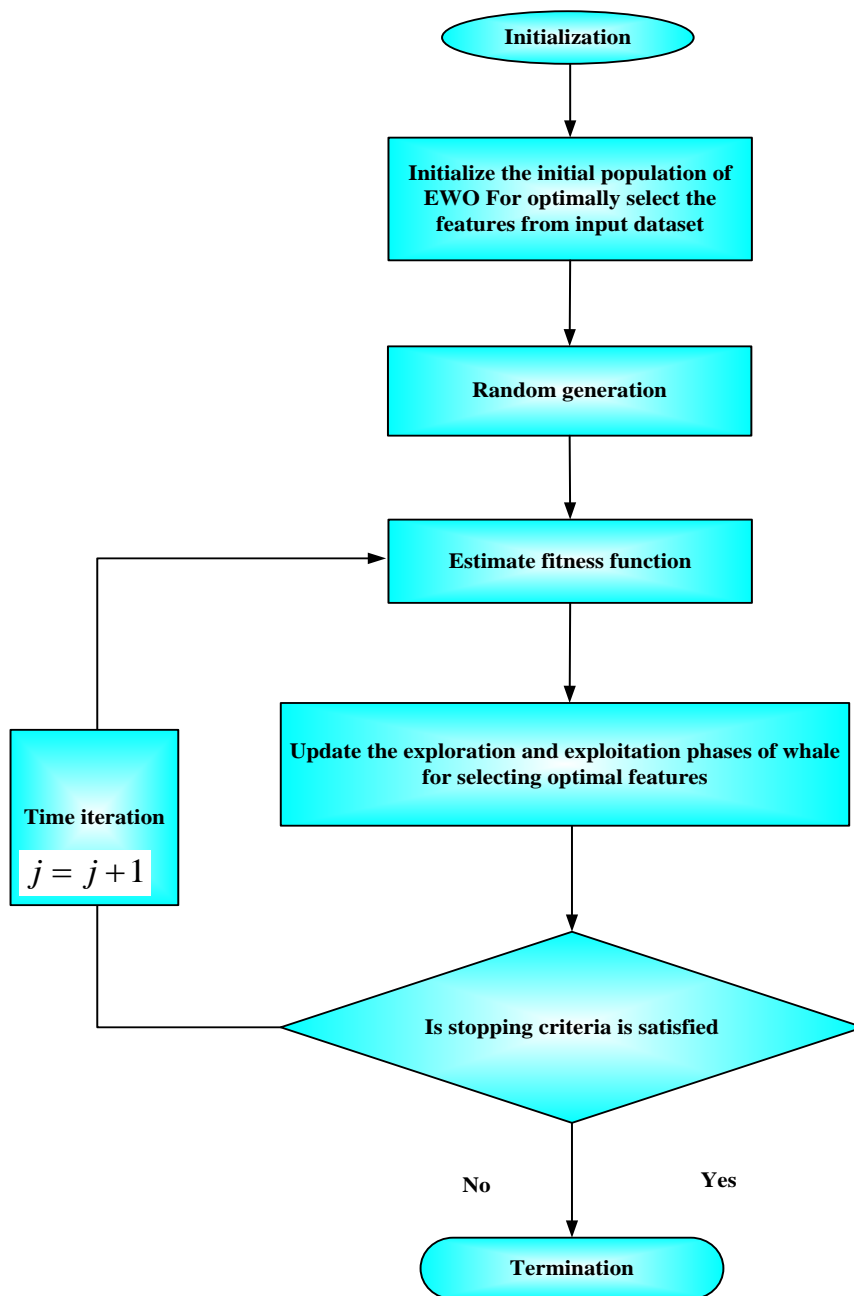 Initialization
Initialize the initial population of
EWO For optimally select the
features from input dataset
Random generation
Estimate fitness function
Update the exploration and exploitation phases of whale
for selecting optimal features
Time iteration
j = j+1
Is stopping criteria is satisfied
No
Yes
Termination